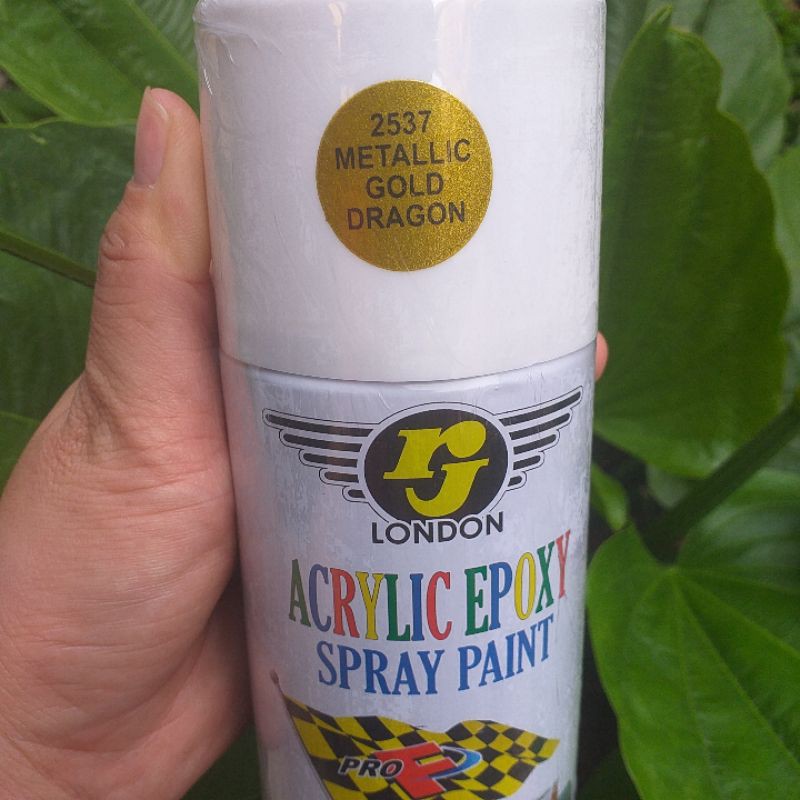 2537
METALLIC
GOLD
DRAGON
rj
LONDON
ACRYLIC EPOXY
SPRAY PAINT
PRO F